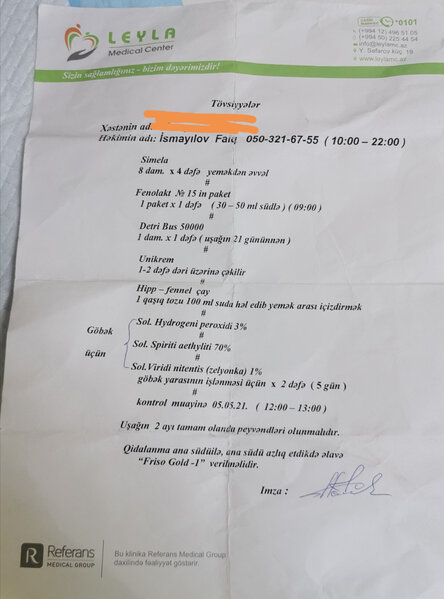 LEYLA
Medical Center
Sizin sağlamlığınız - bizim dəyərimizdir!
*0101
(+994 12) 496 51 05
(+994 50) 225 44 54
info@leylamc.az
Y. Səfərov küç. 19
www.leylamc.az
Tövsiyyələr
Xəstənin ad.
Həkimin adı: İsmayılov Faiq 050-321-67-55 ( 10:00 - 22:00 )
Simela
8 dam. x 4 dəfə yeməkdən əvvəl
#
Fenolakt № 15 in paket
1 paket x 1 dəfə ( 30 – 50 ml südlə ) ( 09:00 )
#
Detri Bus 50000
1 dam. x 1 dəfə ( uşağın 21 gününnən )
#
Unikrem
1-2 dəfə dəri üzərinə çəkilir
#
Hipp – fennel çay
1 qaşıq tozu 100 ml suda həl edib yemək arası içizdirmək
#
Göbək üçün
Sol. Hydrogeni peroxidi 3%
#
Sol. Spiriti aethyliti 70%
#
Sol.Viridi nitentis (zelyonka) 1%
göbək yarasının işlənməsi üçün x 2 dəfə ( 5 gün )
kontrol muayinə 05.05.21. ( 12:00 – 13:00 )
Uşağın 2 ayı tamam olanda peyvəndləri olunmalıdır.
Qidalanma ana südüilə, ana südü azlıq etdikdə əlavə
“Friso Gold -1” verilməlidir.
Imza :
R Referans
MEDICAL GROUP
Bu klinika Referans Medical Group
daxilində fəaliyyət göstərir.